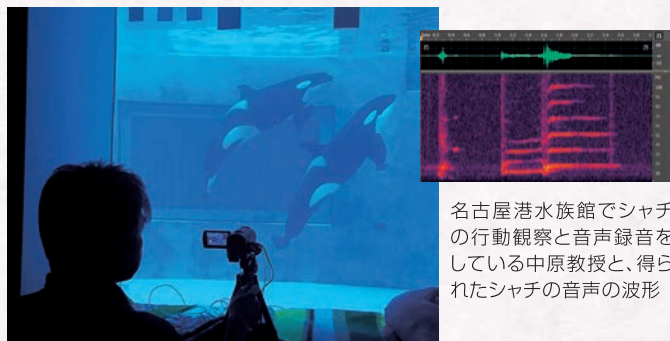 名古屋港水族館でシャチ
の行動観察と音声録音を
している中原教授と、得ら
れたシャチの音声の波形